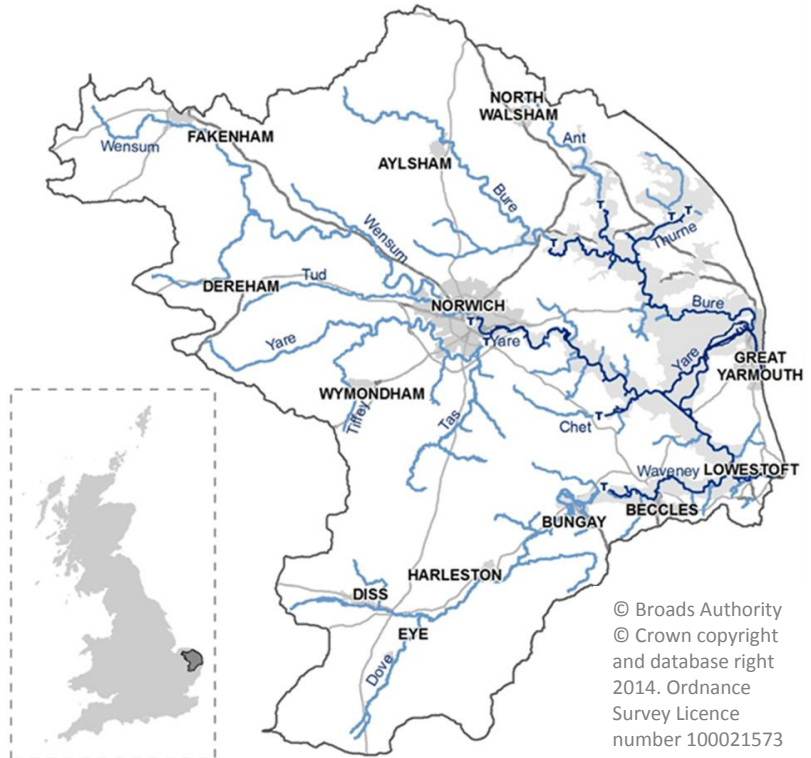 NORTH
WALSHAM
FAKENHAM
Wensum
Ant
AYLSHAM
Bure
T
T
T
Thurne
Wensum
T
DEREHAM
Tud
NORWICH
Bure
T
T
Yare
Yare
Yare
GREAT
YARMOUTH
WYMONDHAM
Tiffey
Tas
Chet
T
Waveney
LOWESTOFT
T
BECCLES
BUNGAY
HARLESTON
DISS
EYE
Dove
© Broads Authority
© Crown copyright
and database right
2014. Ordnance
Survey Licence
number 100021573